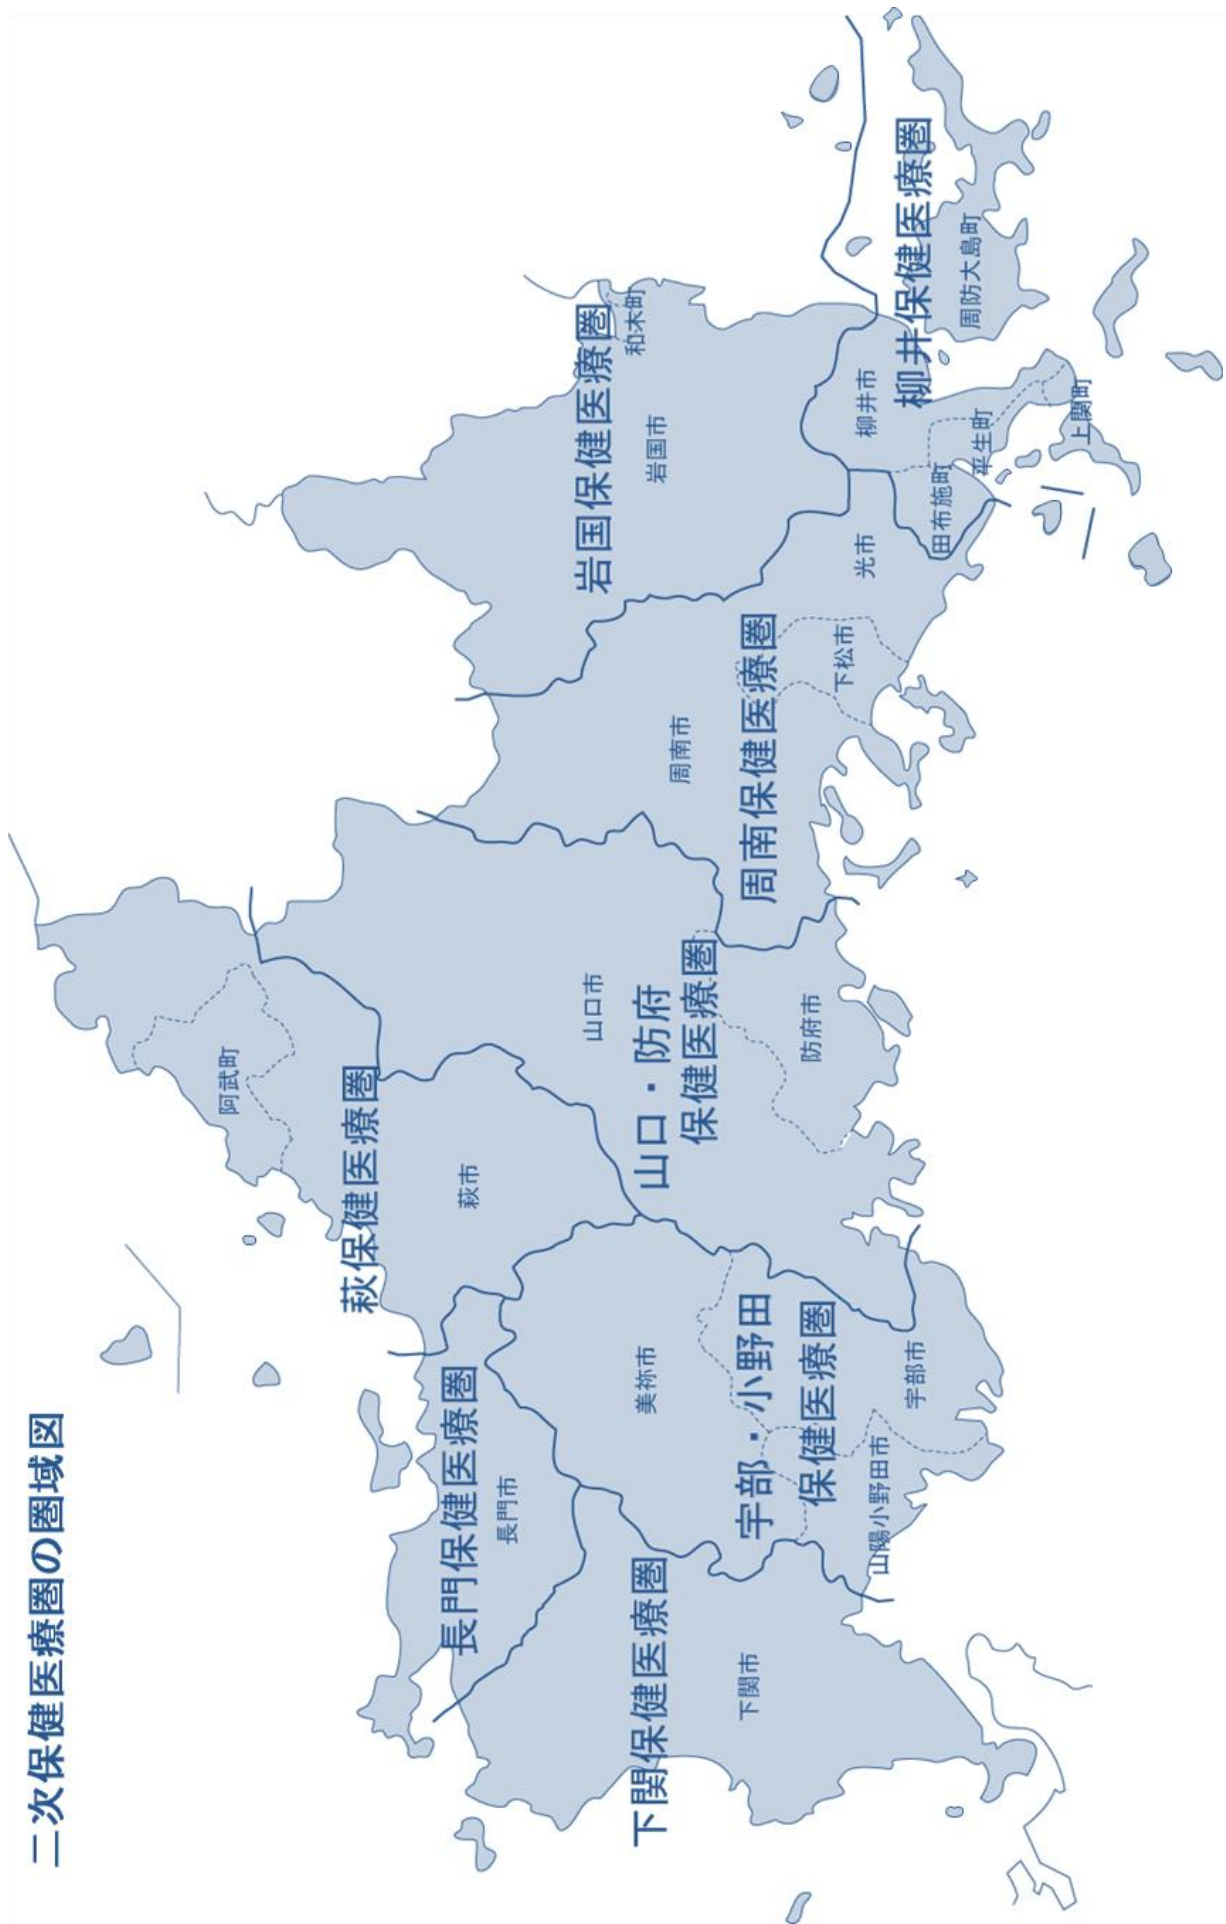 二次保健医療圏の圏域図
萩保健医療圏
阿武町
萩市
長門保健医療圏
長門市
下関保健医療圏
下関市
宇部・小野田
保健医療圏
美祢市
宇部市
山陽小野田市
山口・防府
保健医療圏
山口市
防府市
周南保健医療圏
周南市
下松市
光市
岩国保健医療圏
岩国市
和木町
柳井保健医療圏
柳井市
周防大島町
田布施町
平生町
上関町